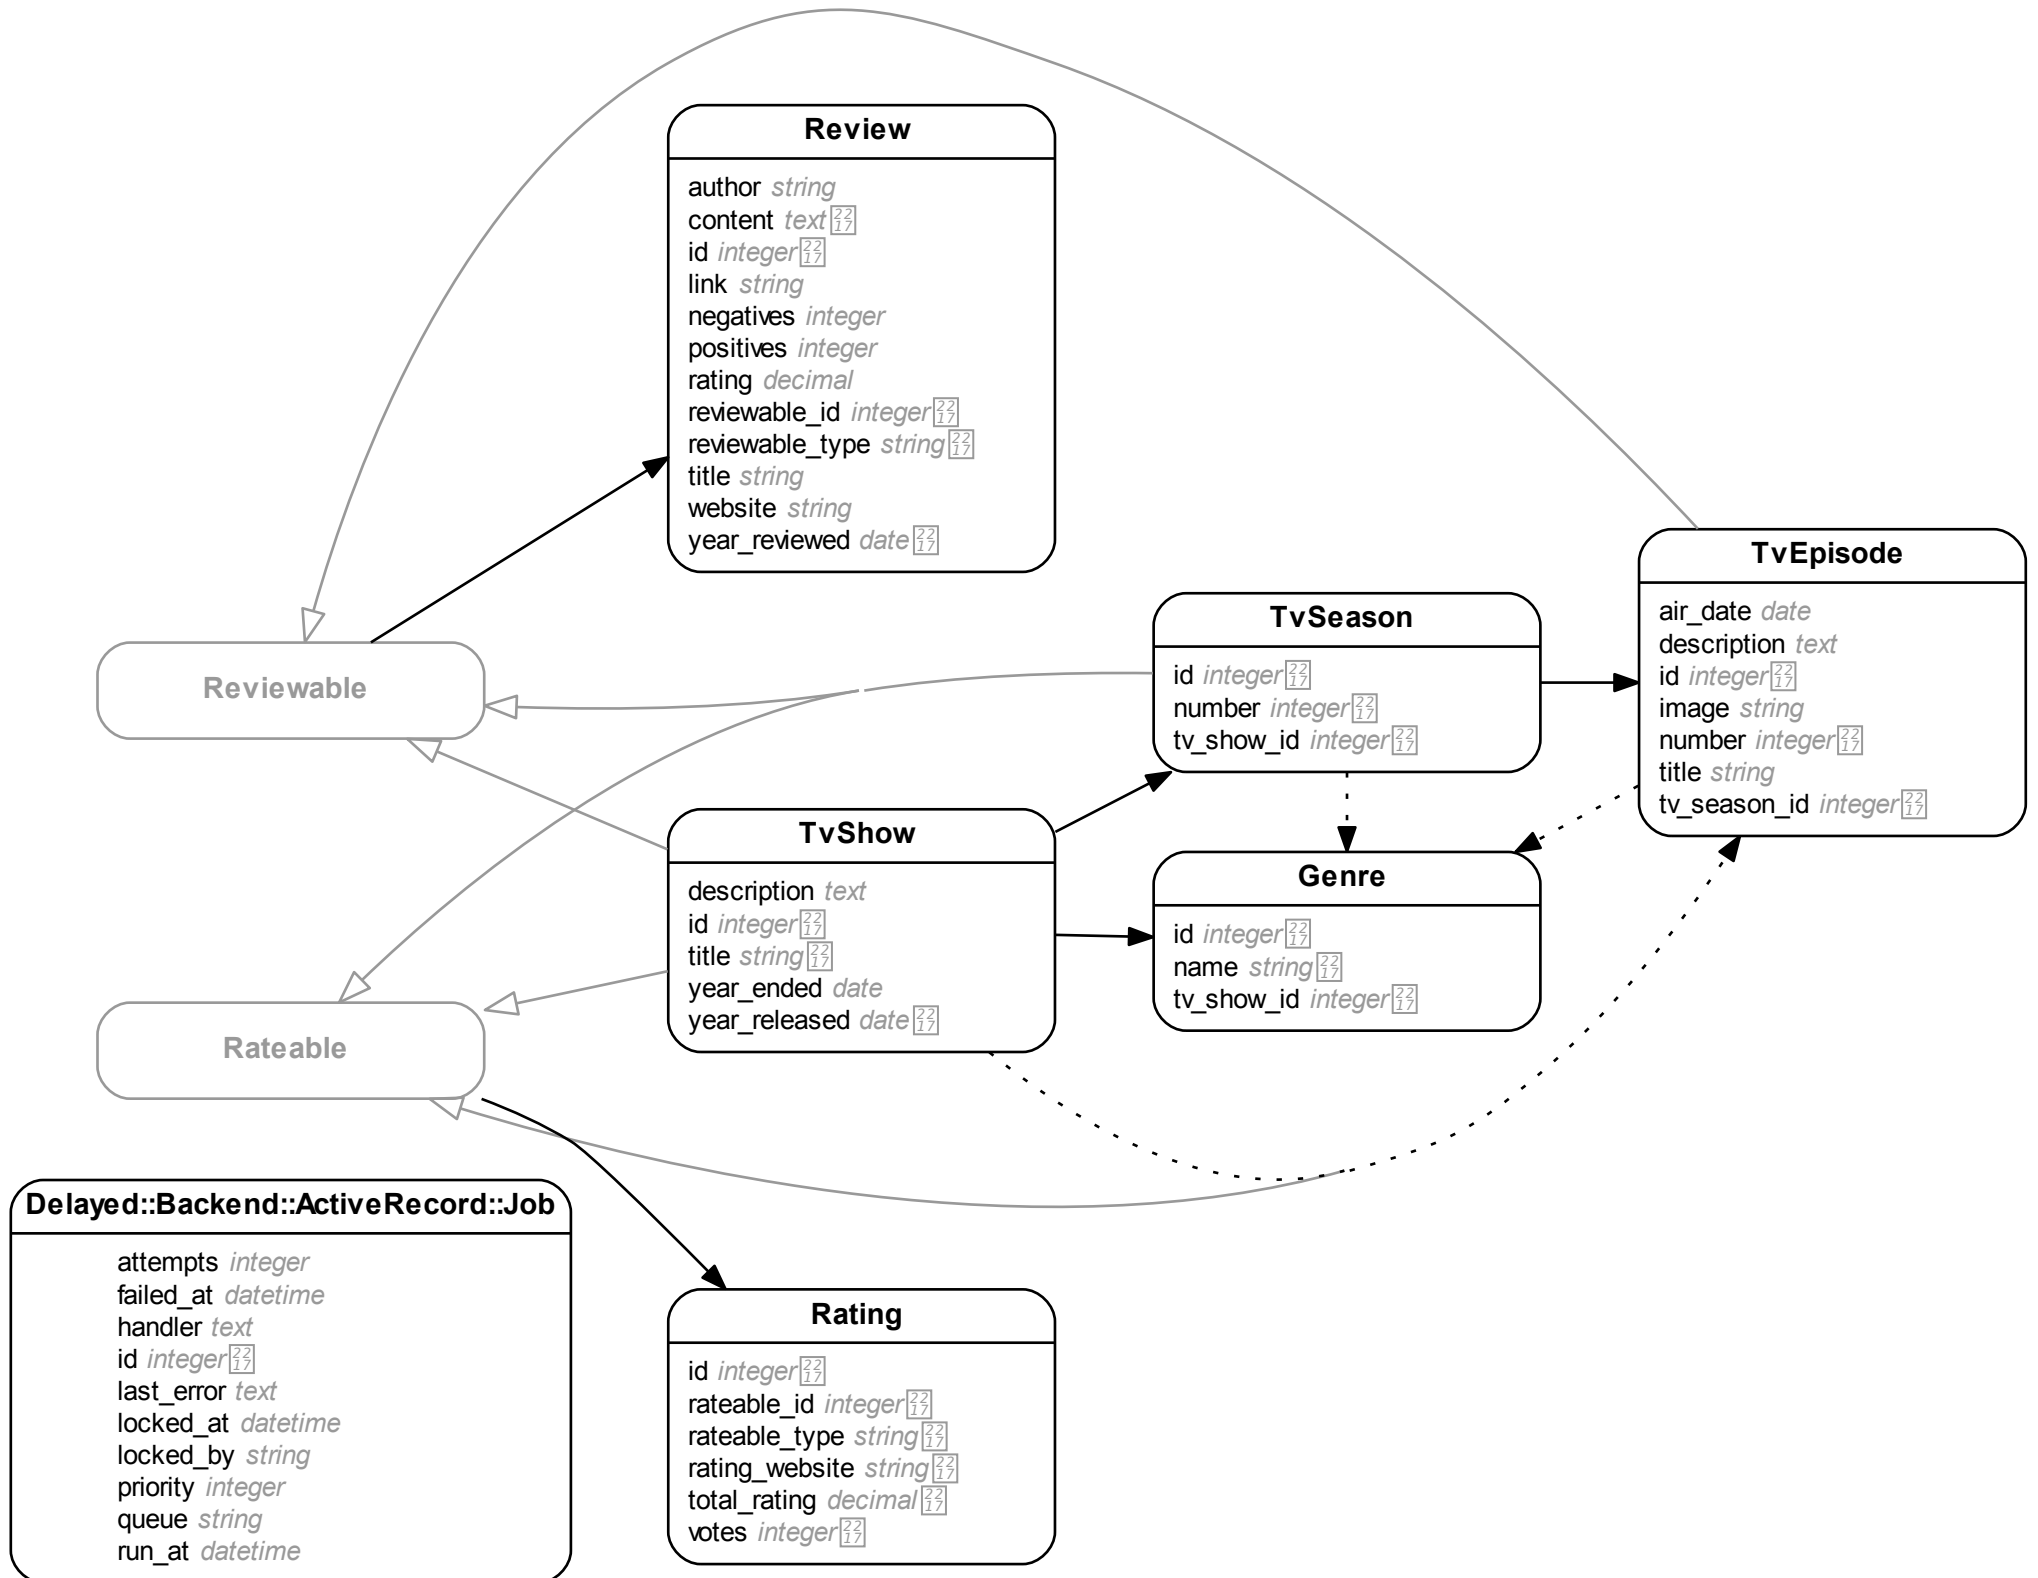 Review
author string
content text
id integer
link string
negatives integer
positives integer
rating decimal
reviewable_id integer
reviewable_type string
title string
website string
year_reviewed date
Reviewable
TvSeason
id integer
number integer
tv_show_id integer
TvEpisode
air_date date
description text
id integer
image string
number integer
title string
tv_season_id integer
TvShow
description text
id integer
title string
year_ended date
year_released date
Genre
id integer
name string
tv_show_id integer
Rateable
Delayed::Backend::ActiveRecord::Job
attempts integer
failed_at datetime
handler text
id integer
last_error text
locked_at datetime
locked_by string
priority integer
queue string
run_at datetime
Rating
id integer
rateable_id integer
rateable_type string
rating_website string
total_rating decimal
votes integer